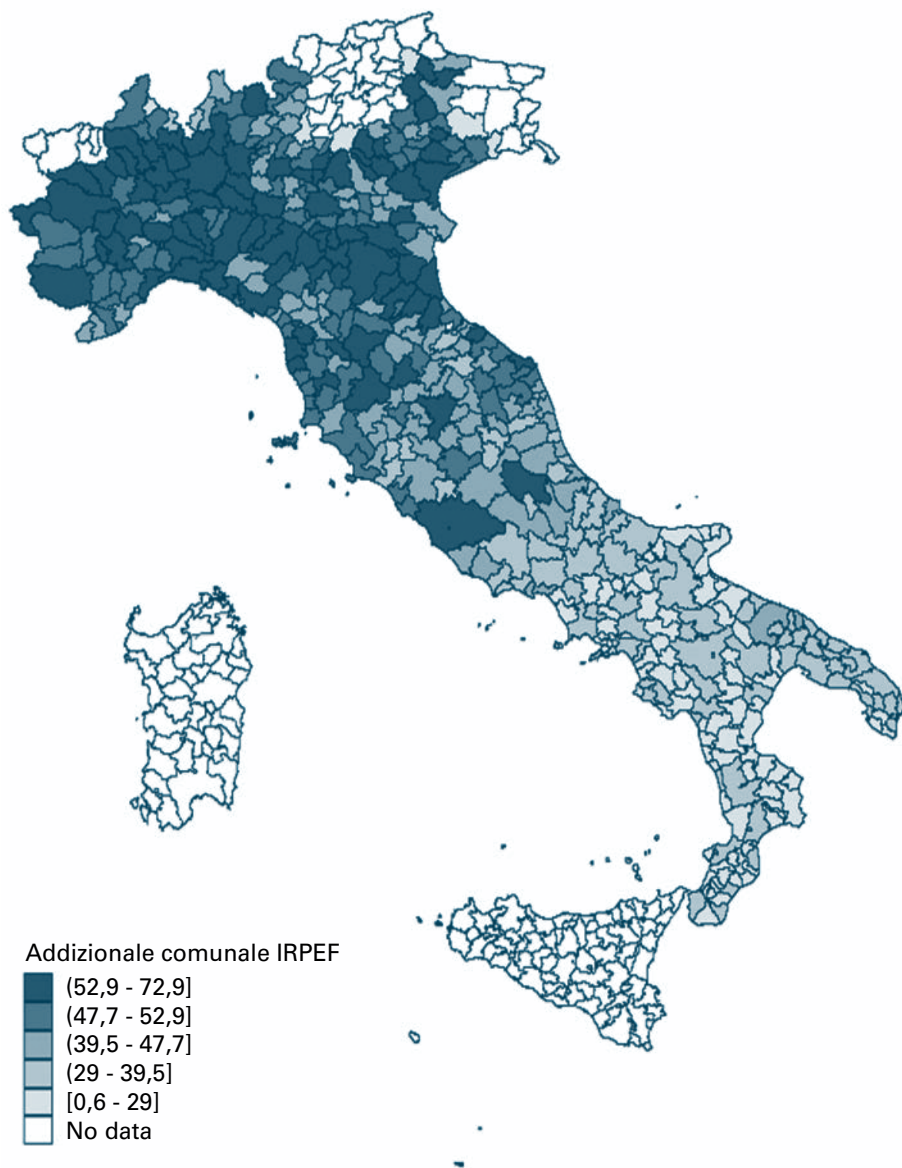 Addizionale comunale IRPEF
(52,9 - 72,9]
(47,7 - 52,9]
(39,5 - 47,7]
(29 - 39,5]
[0,6 - 29]
No data